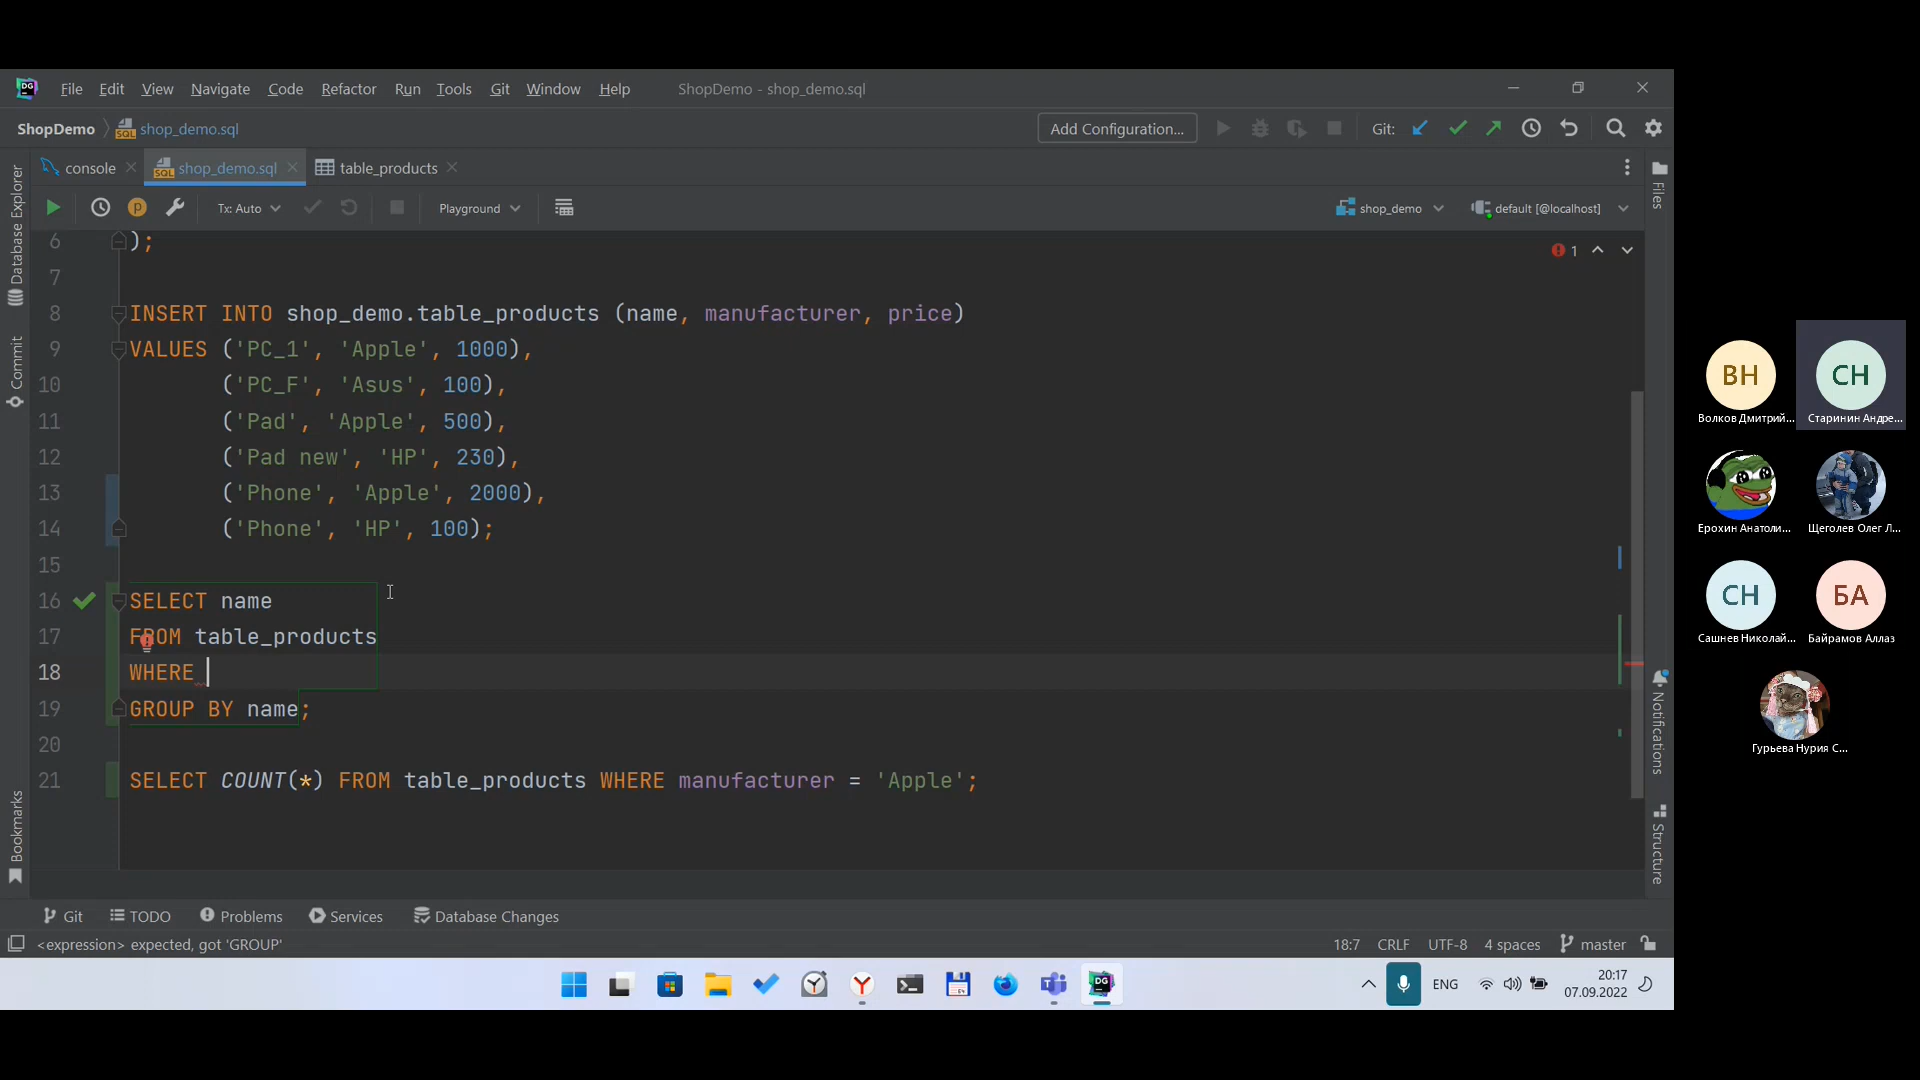 DG File Edit View Navigate Code Refactor Run Tools Git Window Help ShopDemo - shop_demo.sql
ShopDemo shop_demo.sql Add Configuration... Git:
console shop_demo.sql table_products
Tx: Auto Playground shop_demo default [@localhost]
Database Explorer
Commit
Bookmarks
Files
Notifications
Structure
1
6 );
7
8 INSERT INTO shop_demo.table_products (name, manufacturer, price)
9 VALUES ('PC_1', 'Apple', 1000),
10 ('PC_F', 'Asus', 100),
11 ('Pad', 'Apple', 500),
12 ('Pad new', 'HP', 230),
13 ('Phone', 'Apple', 2000),
14 ('Phone', 'HP', 100);
15
16 SELECT name
17 FROM table_products
18 WHERE
19 GROUP BY name;
20
21 SELECT COUNT(*) FROM table_products WHERE manufacturer = 'Apple';
Git TODO Problems Services Database Changes
<expression> expected, got 'GROUP' 18:7 CRLF UTF-8 4 spaces master
ENG 20:17
07.09.2022
ВН СН
Волков Дмитрий... Старинин Андре...
Ерохин Анатоли... Щеголев Олег Л...
СН БА
Сашнев Николай... Байрамов Аллаз
Гурьева Нурия С...